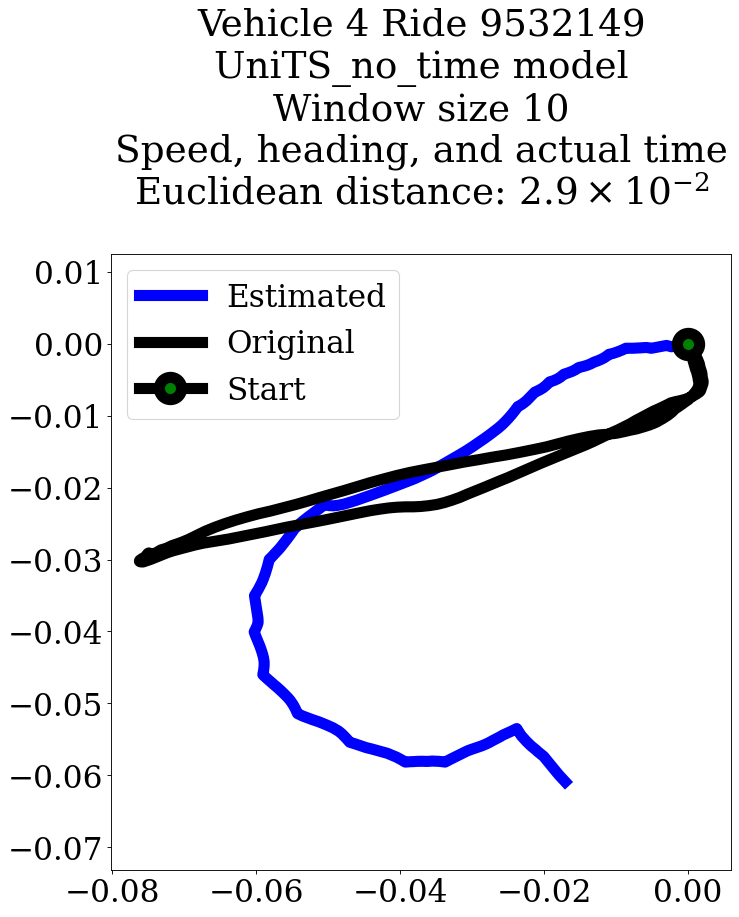 Vehicle 4 Ride 9532149
UniTS_no_time model
Window size 10
Speed, heading, and actual time
Euclidean distance: 2.9 × 10⁻²
0.01
Estimated
0.00
Original
−0.01
Start
−0.02
−0.03
−0.04
−0.05
−0.06
−0.07
−0.08 −0.06 −0.04 −0.02 0.00